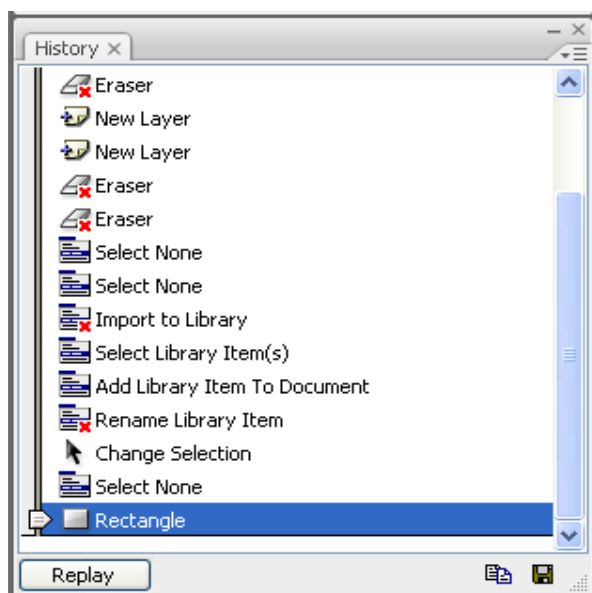 History
Eraser
New Layer
New Layer
Eraser
Eraser
Select None
Select None
Import to Library
Select Library Item(s)
Add Library Item To Document
Rename Library Item
Change Selection
Select None
Rectangle
Replay